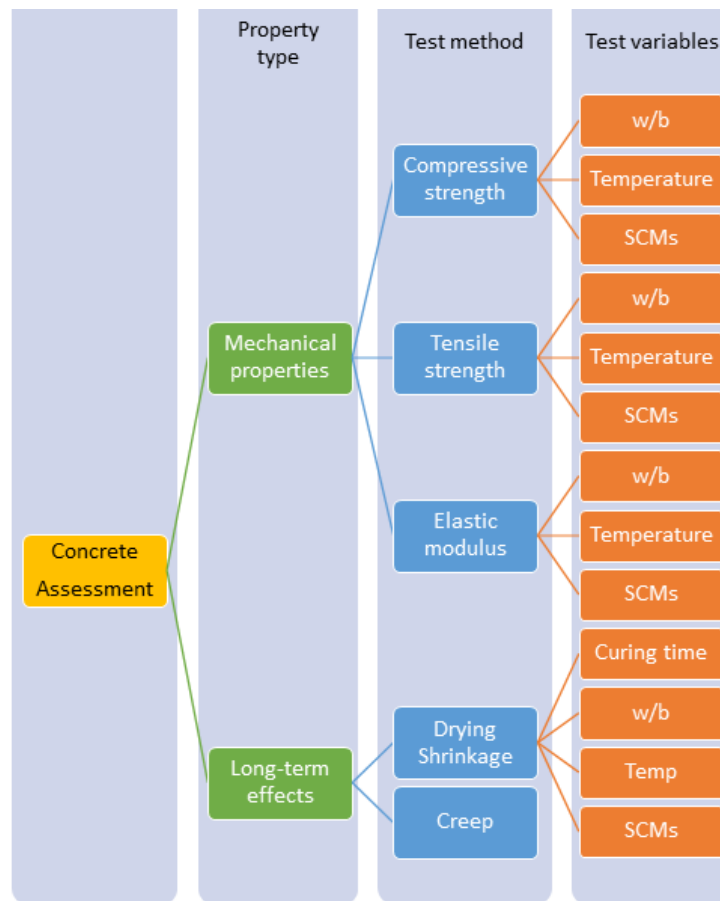 Property
type
Test method
Test variables
Concrete
Assessment
Mechanical
properties
Long-term
effects
Compressive
strength
Tensile
strength
Elastic
modulus
Drying
Shrinkage
Creep
w/b
Temperature
SCMs
w/b
Temperature
SCMs
w/b
Temperature
SCMs
Curing time
w/b
Temp
SCMs